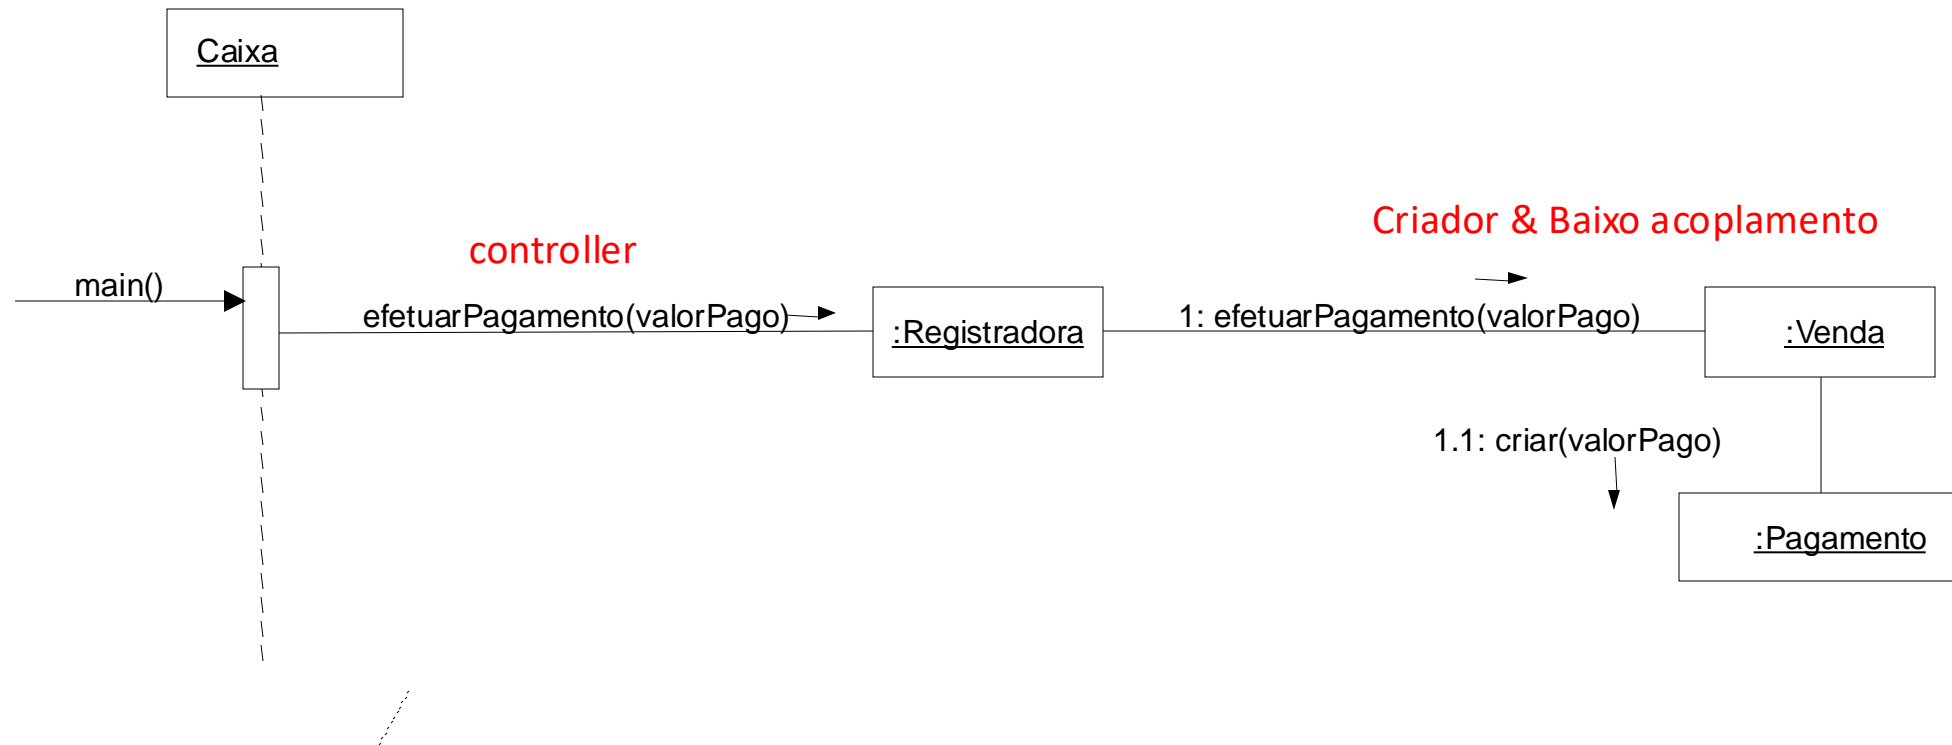 Caixa
Criador & Baixo acoplamento
controller
main()
efetuarPagamento(valorPago)
1: efetuarPagamento(valorPago)
:Registradora
:Venda
1.1: criar(valorPago)
:Pagamento